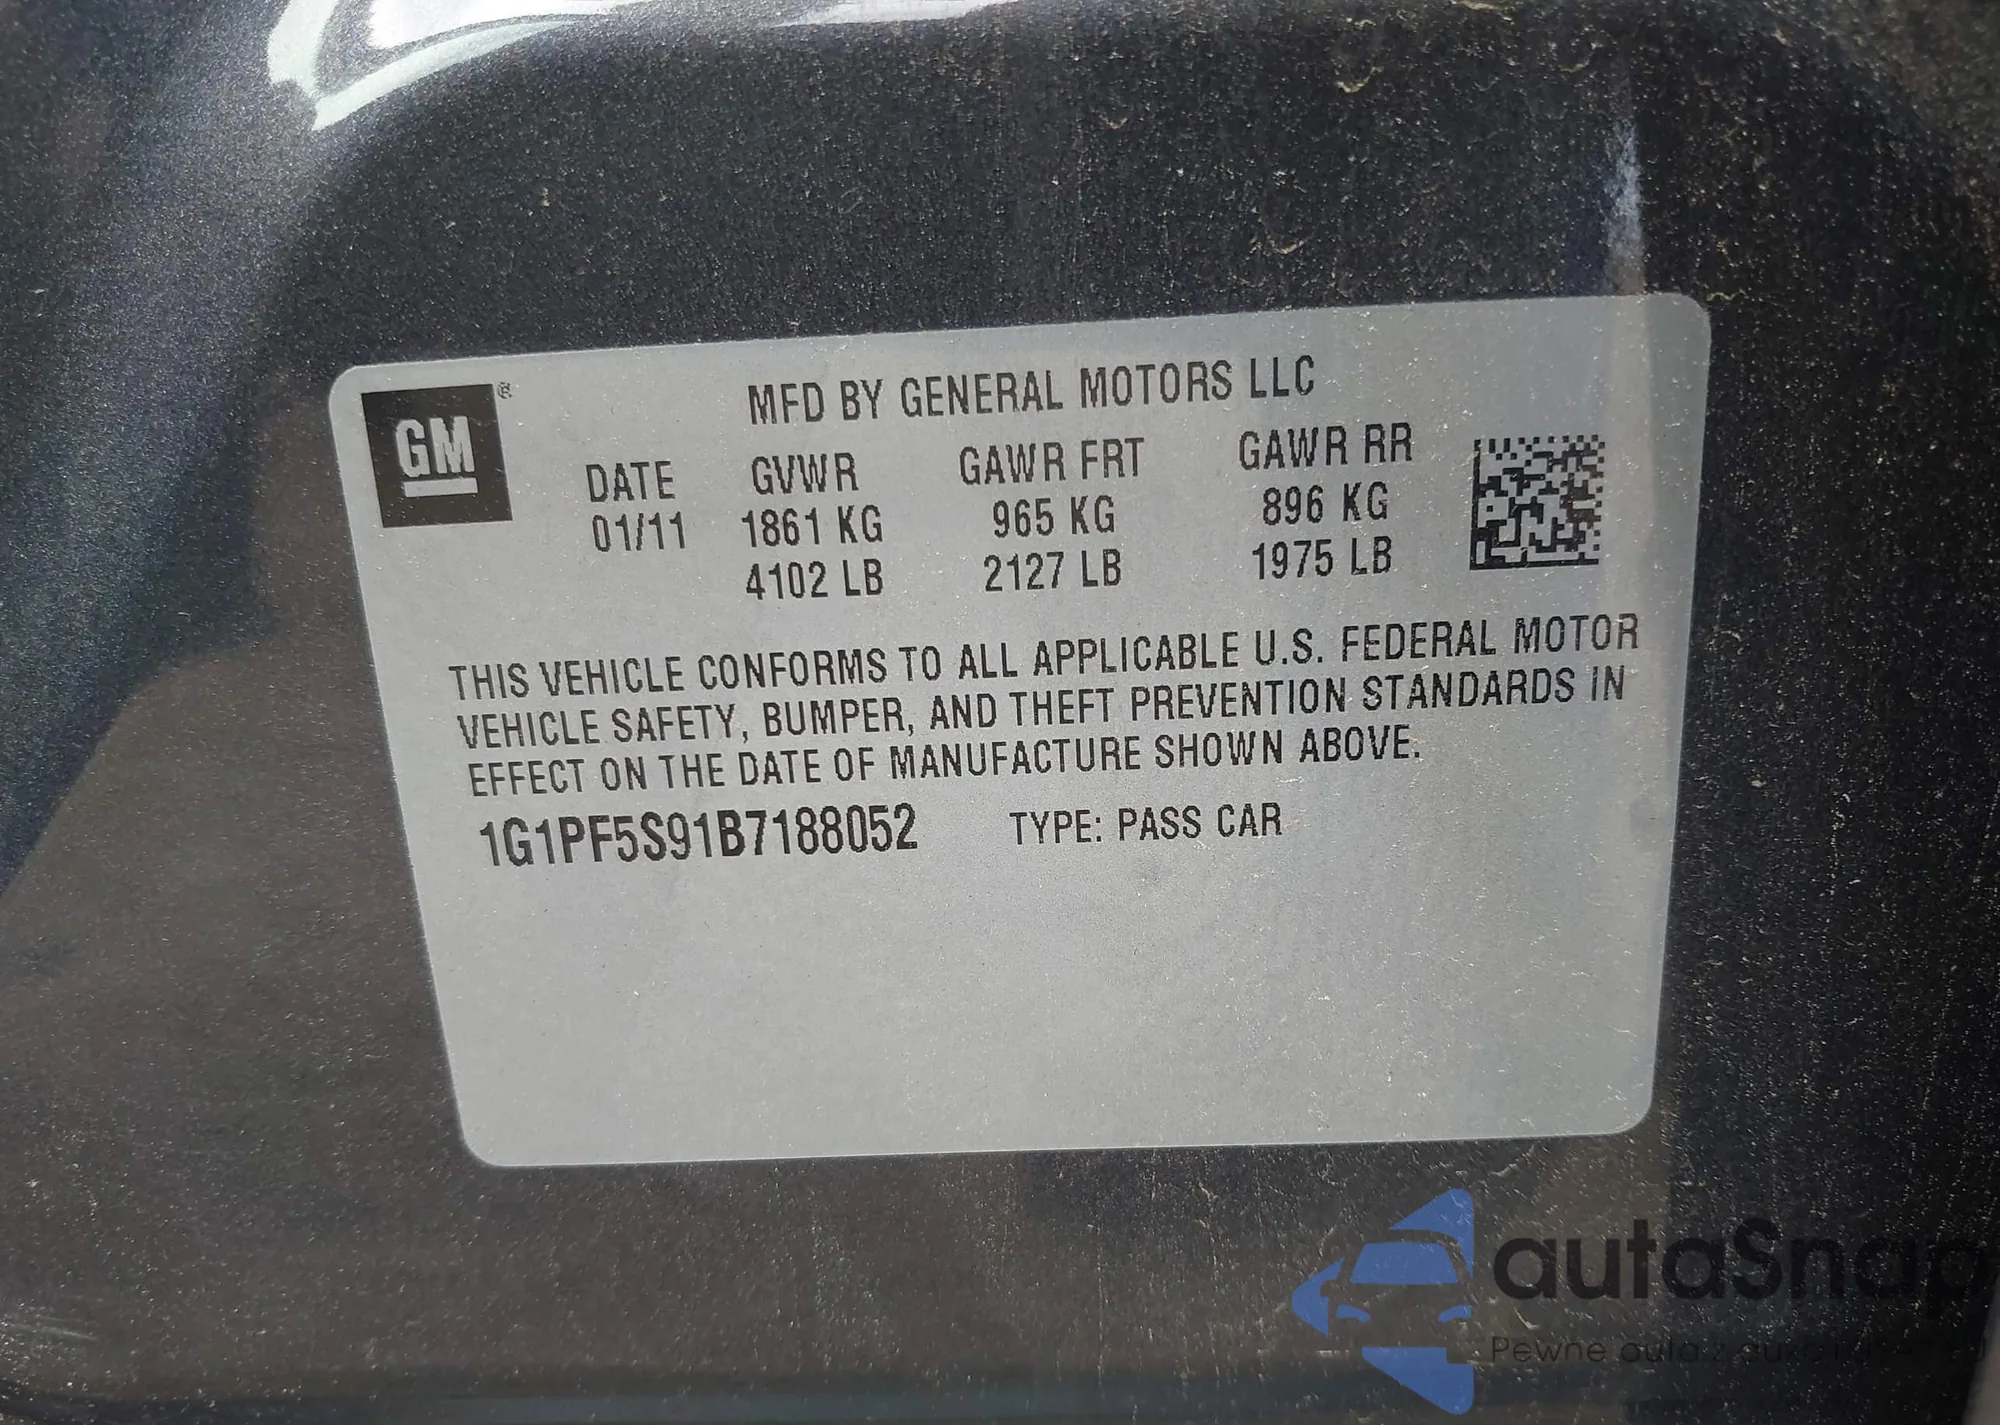 GM ®
MFD BY GENERAL MOTORS LLC
DATE GVWR GAWR FRT GAWR RR
01/11 1861 KG 965 KG 896 KG
4102 LB 2127 LB 1975 LB
THIS VEHICLE CONFORMS TO ALL APPLICABLE U.S. FEDERAL MOTOR
VEHICLE SAFETY, BUMPER, AND THEFT PREVENTION STANDARDS IN
EFFECT ON THE DATE OF MANUFACTURE SHOWN ABOVE.
1G1PF5S91B7188052 TYPE: PASS CAR
autaSnap
Pewne auta z